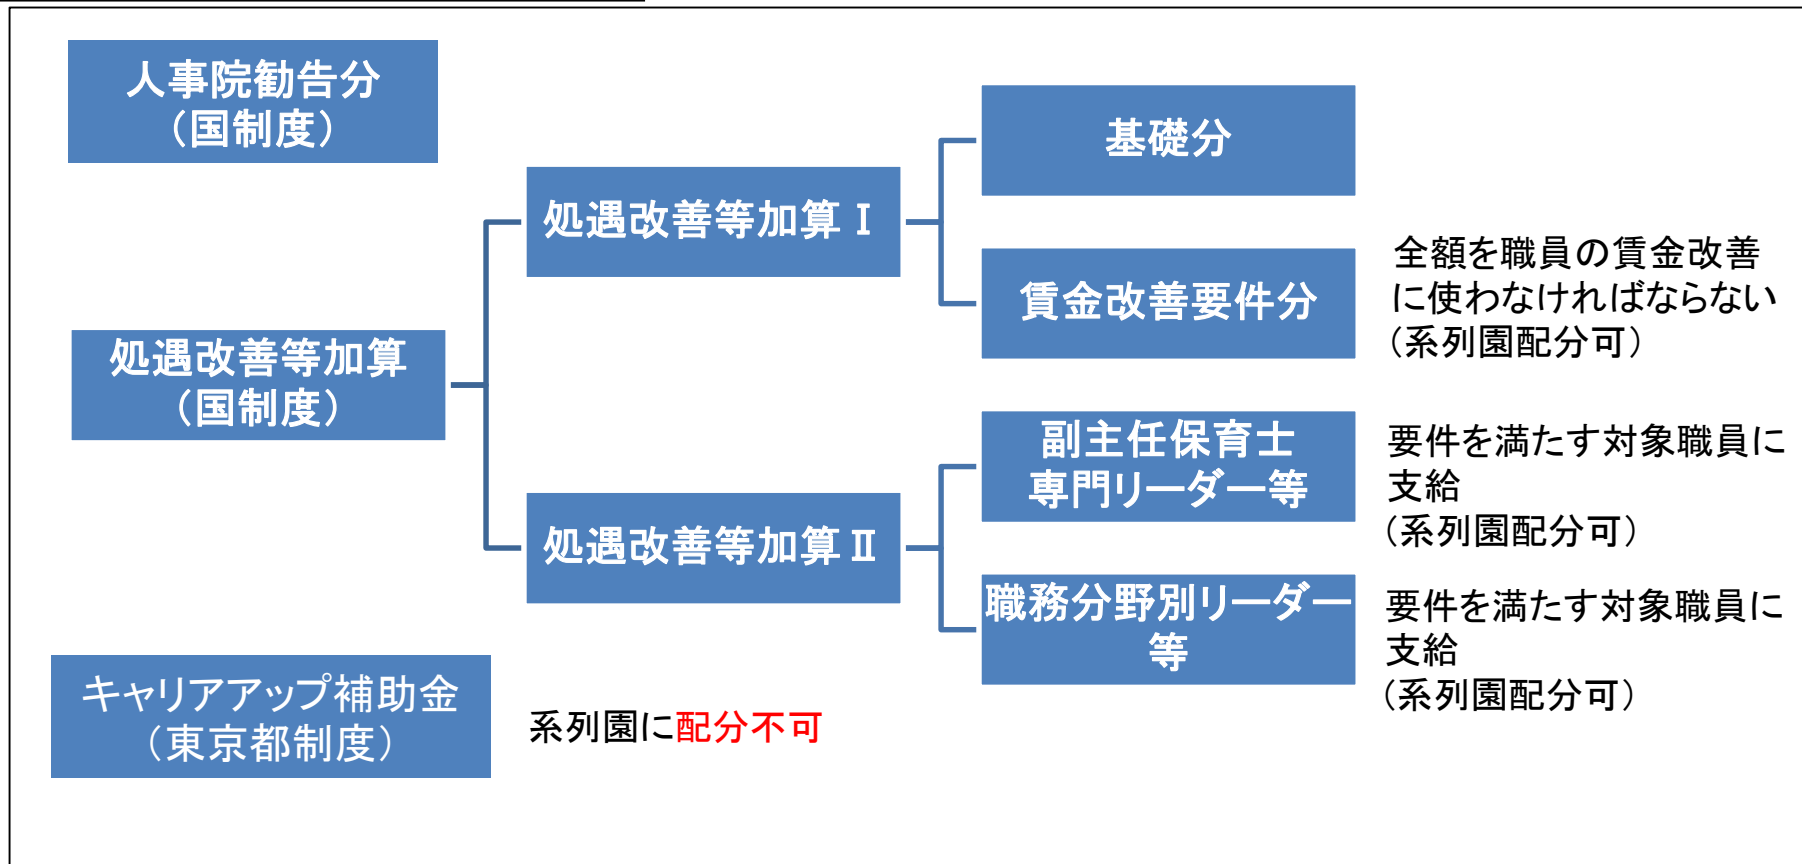 人事院勧告分
（国制度）
処遇改善等加算
（国制度）
処遇改善等加算Ⅰ
基礎分
賃金改善要件分
全額を職員の賃金改善
に使わなければならない
（系列園配分可）
処遇改善等加算Ⅱ
副主任保育士
専門リーダー等
要件を満たす対象職員に
支給
（系列園配分可）
職務分野別リーダー
等
要件を満たす対象職員に
支給
（系列園配分可）
キャリアアップ補助金
（東京都制度）
系列園に配分不可